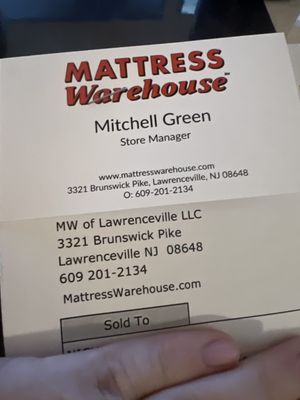 MATTRESS
Warehouse
Mitchell Green
Store Manager
www.mattresswarehouse.com
3321 Brunswick Pike, Lawrenceville, NJ 08648
O: 609-201-2134
MW of Lawrenceville LLC
3321 Brunswick Pike
Lawrenceville NJ 08648
609 201-2134
MattressWarehouse.com
Sold To